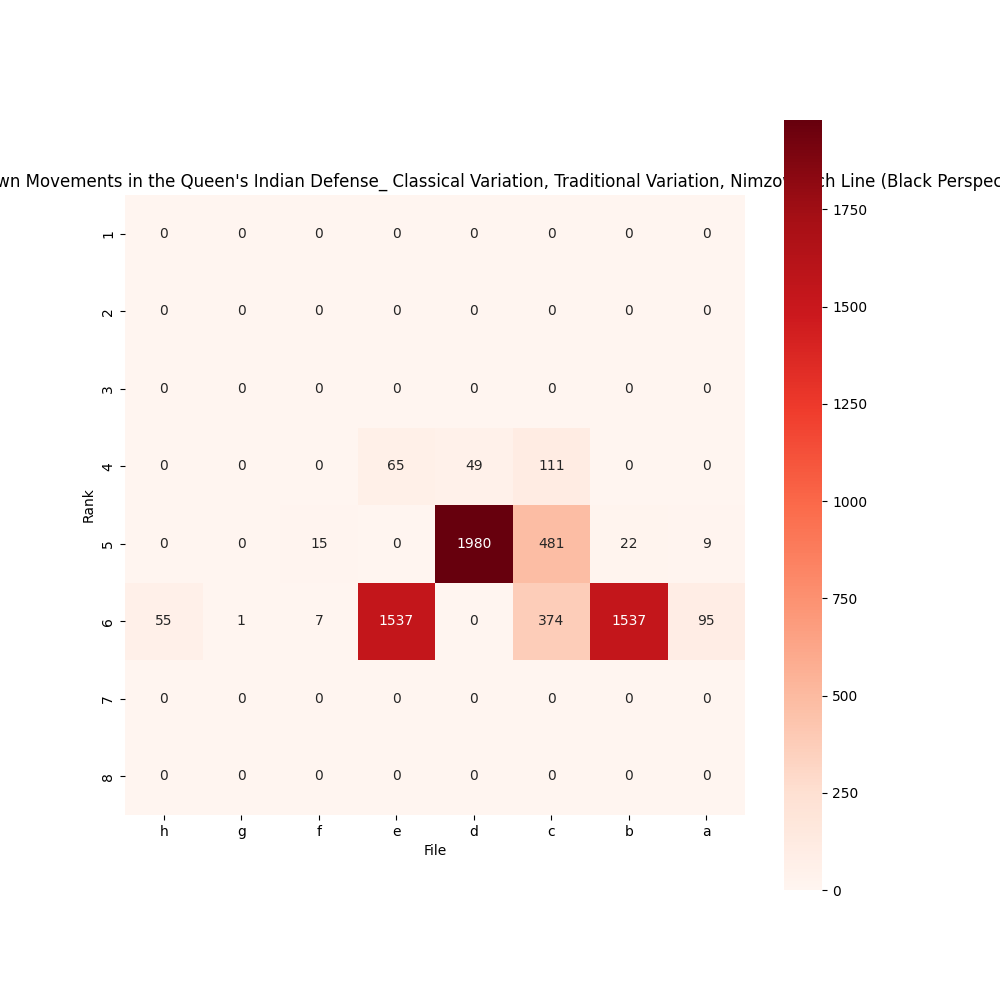 Movements in the Queen's Indian Defense_ Classical Variation, Traditional Variation, Line (Black
1750
1 0 0 0 0 0 0 0 0
2 0 0 0 0 0 0 0 0
1500
3 0 0 0 0 0 0 0 0
1250
4 0 0 0 65 49 111 0 0
1000
Rank
5 0 0 15 0 1980 481 22 9
750
6 55 1 7 1537 0 374 1537 95
500
7 0 0 0 0 0 0 0 0
8 0 0 0 0 0 0 0 0
250
h g f e d c b a
File
0